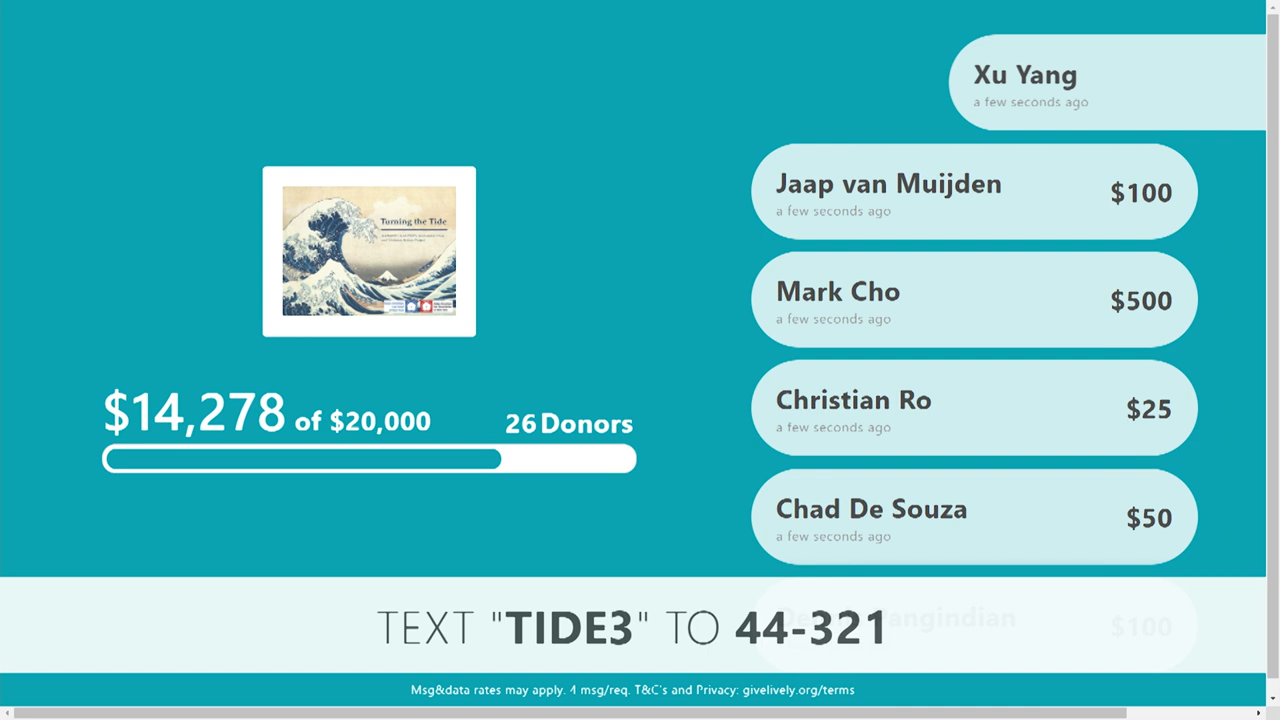 Xu Yang
a few seconds ago
Jaap van Muijden
a few seconds ago
$100
Mark Cho
a few seconds ago
$500
Christian Ro
a few seconds ago
$25
Chad De Souza
a few seconds ago
$50
Turning the Tide
$14,278 of $20,000
26 Donors
Pangindian
$100
TEXT "TIDE3" TO 44-321
Msg&data rates may apply. 4 msg/req. T&C's and Privacy: givelively.org/terms